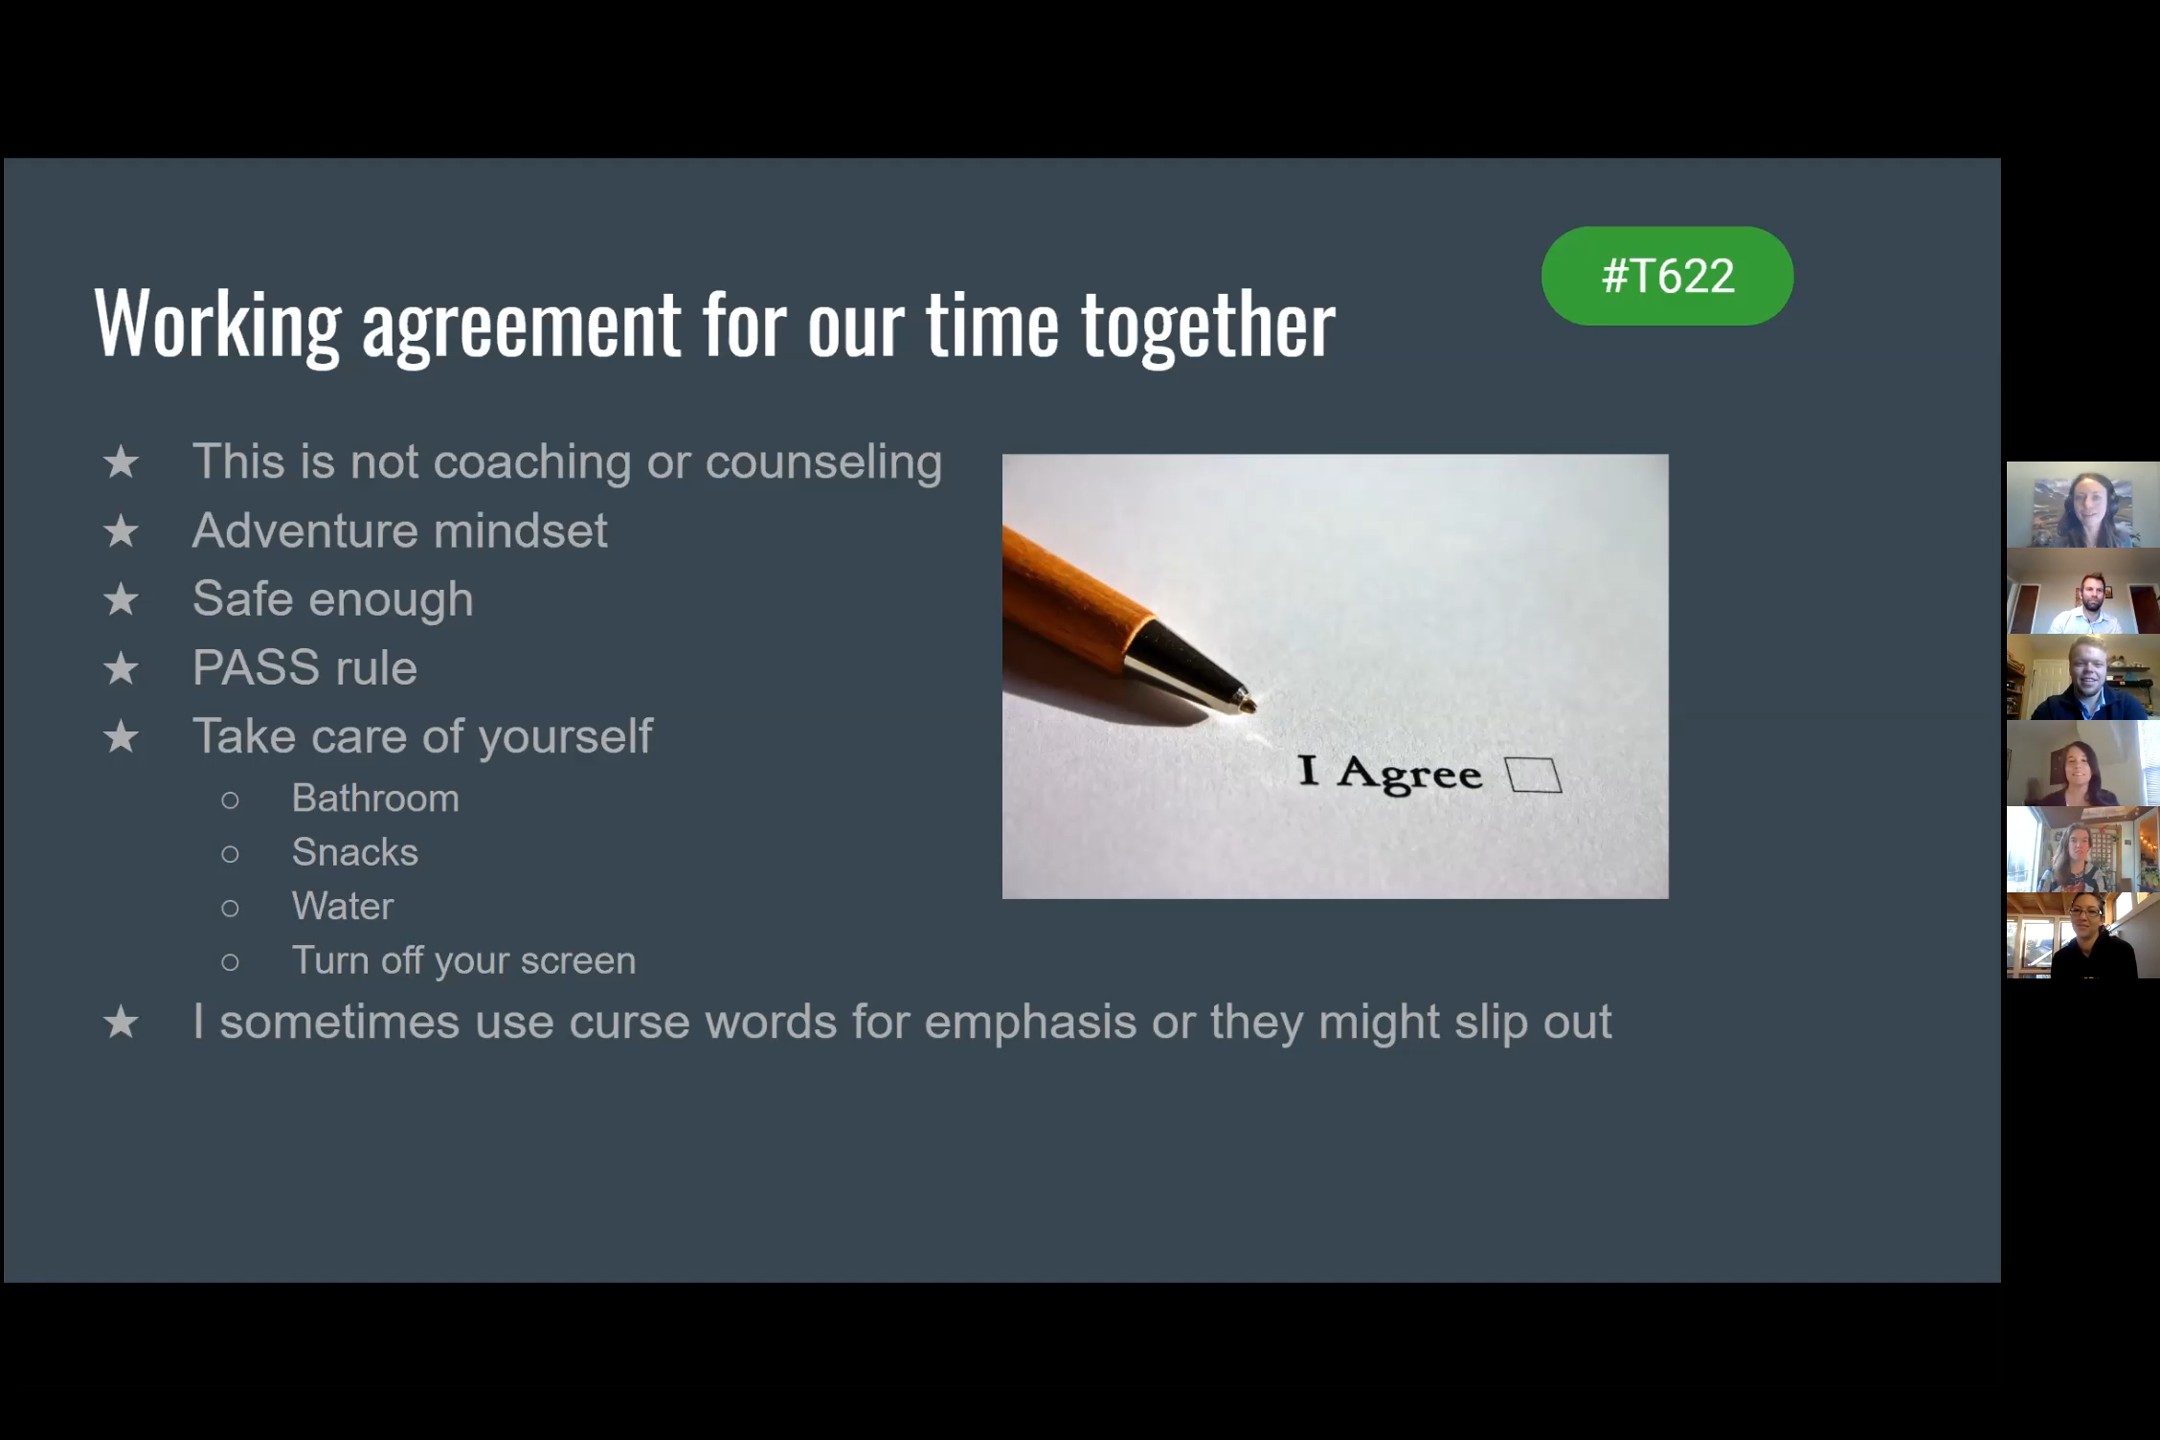 #T622
Working agreement for our time together
★ This is not coaching or counseling
★ Adventure mindset
★ Safe enough
★ PASS rule
★ Take care of yourself
○ Bathroom
○ Snacks
○ Water
○ Turn off your screen
★ I sometimes use curse words for emphasis or they might slip out
I Agree